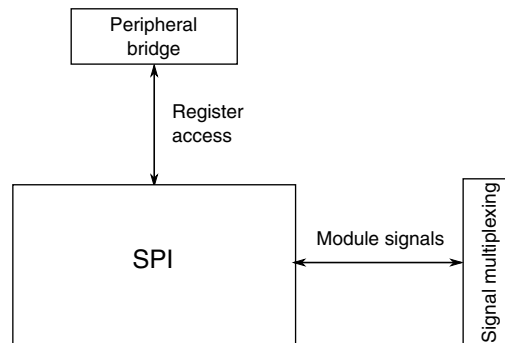 Peripheral
bridge
Register
access
SPI
Module signals
Signal multiplexing